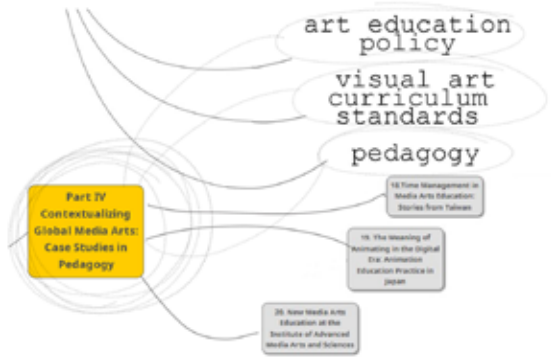 art education
policy
visual art
curriculum
standards
pedagogy
Part IV
Contextualizing
Global Media Arts:
Case Studies in
Pedagogy
18.Time Management in
Media Arts Education:
Stories from Taiwan
19. The Meaning of
Animating in the Digital
Era: Animation
Education Practice in
Japan
20. New Media Arts
Education at the
Institute of Advanced
Media Arts and Sciences